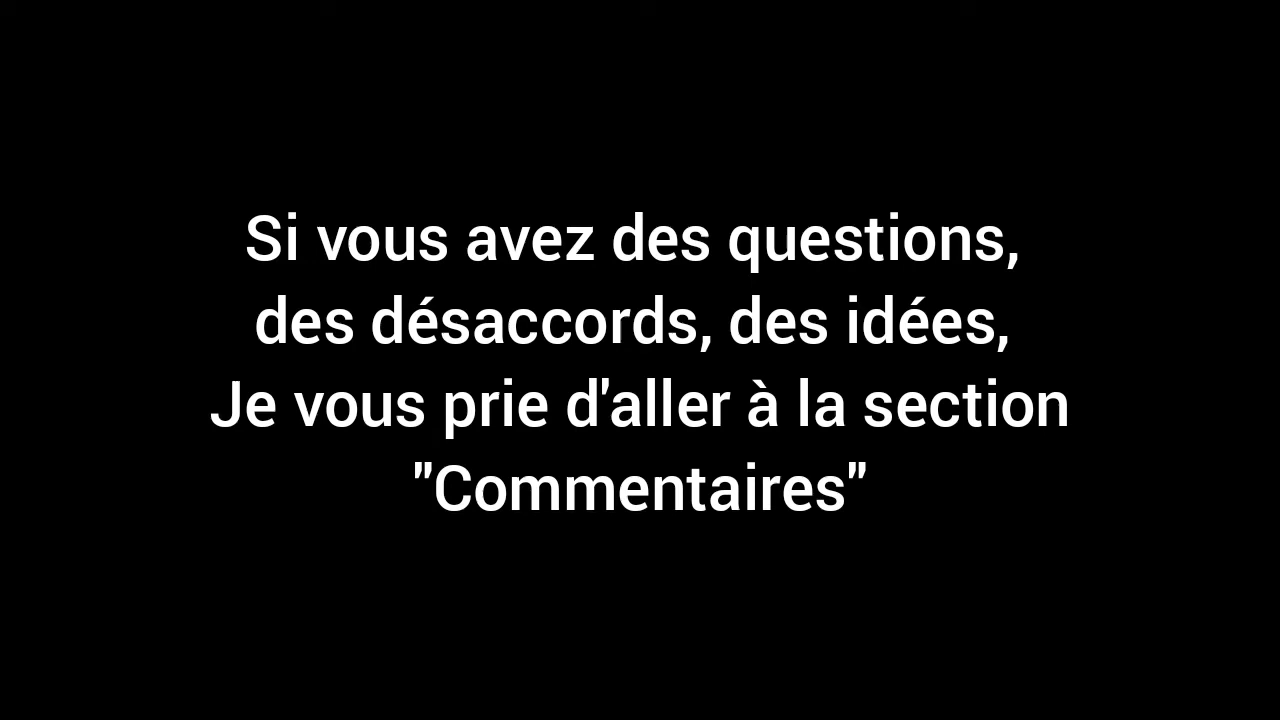 Si vous avez des questions,
des désaccords, des idées,
Je vous prie d'aller à la section
"Commentaires"